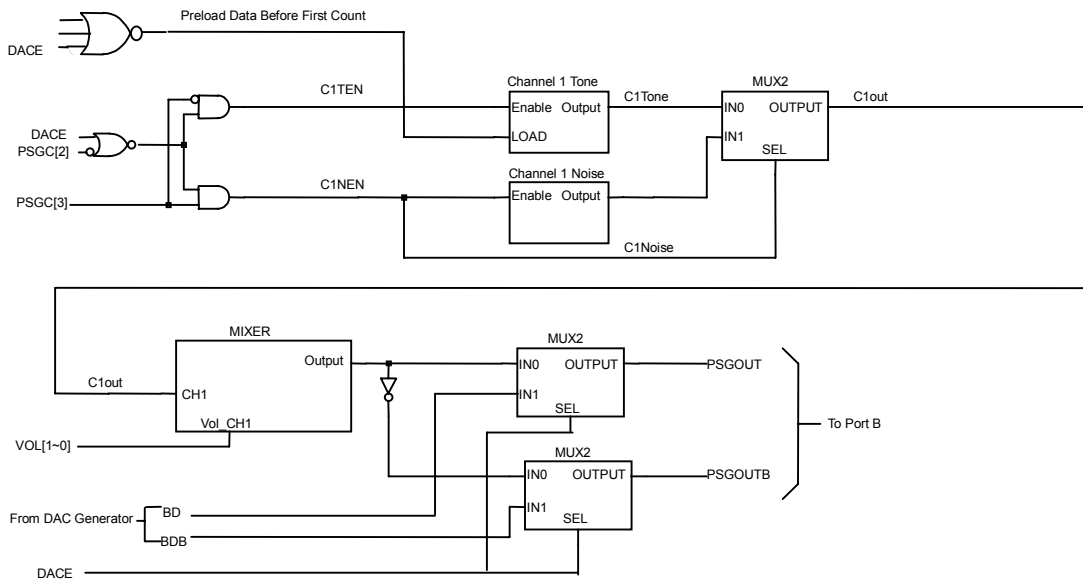 Preload Data Before First Count
DACE
Channel 1 Tone
MUX2
C1TEN
Enable Output
C1Tone
IN0 OUTPUT
C1out
LOAD
IN1
DACE
PSGC[2]
SEL
Channel 1 Noise
C1NEN
Enable Output
PSGC[3]
C1Noise
MIXER
MUX2
Output
IN0 OUTPUT
PSGOUT
C1out
CH1
IN1
SEL
Vol_CH1
To Port B
VOL[1~0]
MUX2
IN0 OUTPUT
PSGOUTB
IN1
From DAC Generator
BD
SEL
BDB
DACE